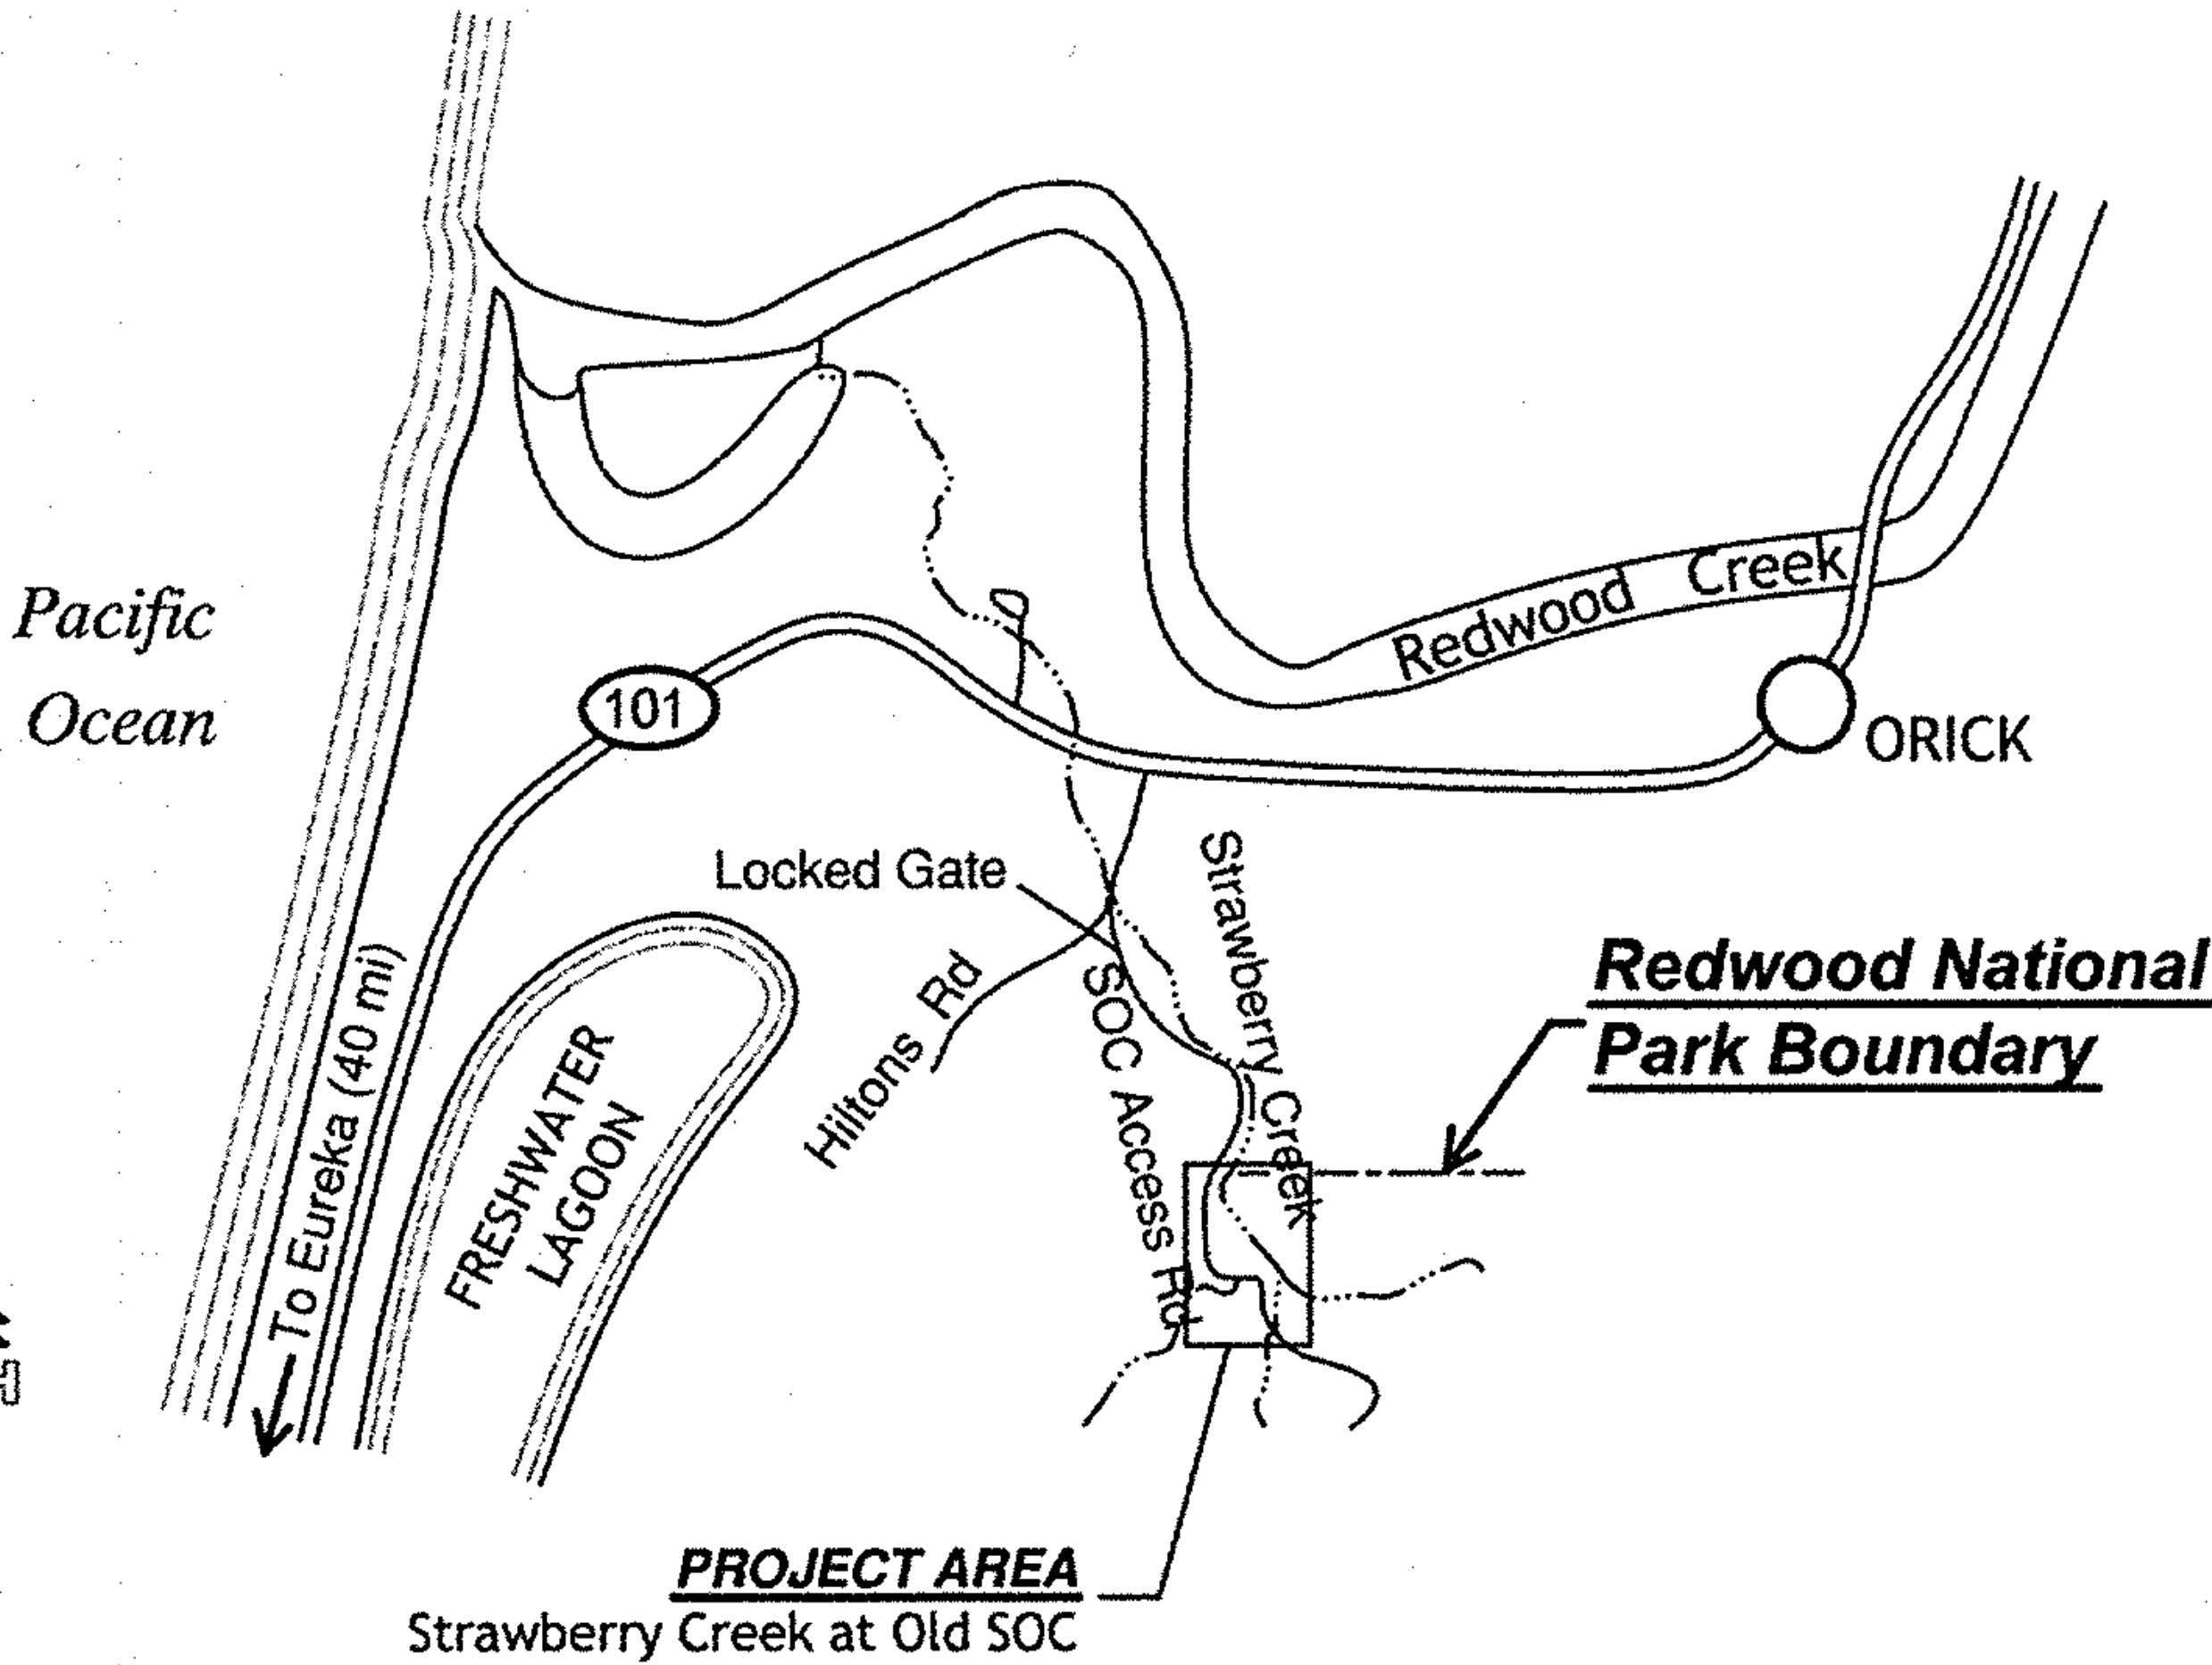 Redwood Creek
Pacific
Ocean
101
ORICK
Locked Gate
Strawberry Creek
Hiltons Rd
SOC Access Rd
Redwood National
Park Boundary
To Eureka (40 mi)
FRESHWATER
LAGOON
PROJECT AREA
Strawberry Creek at Old SOC